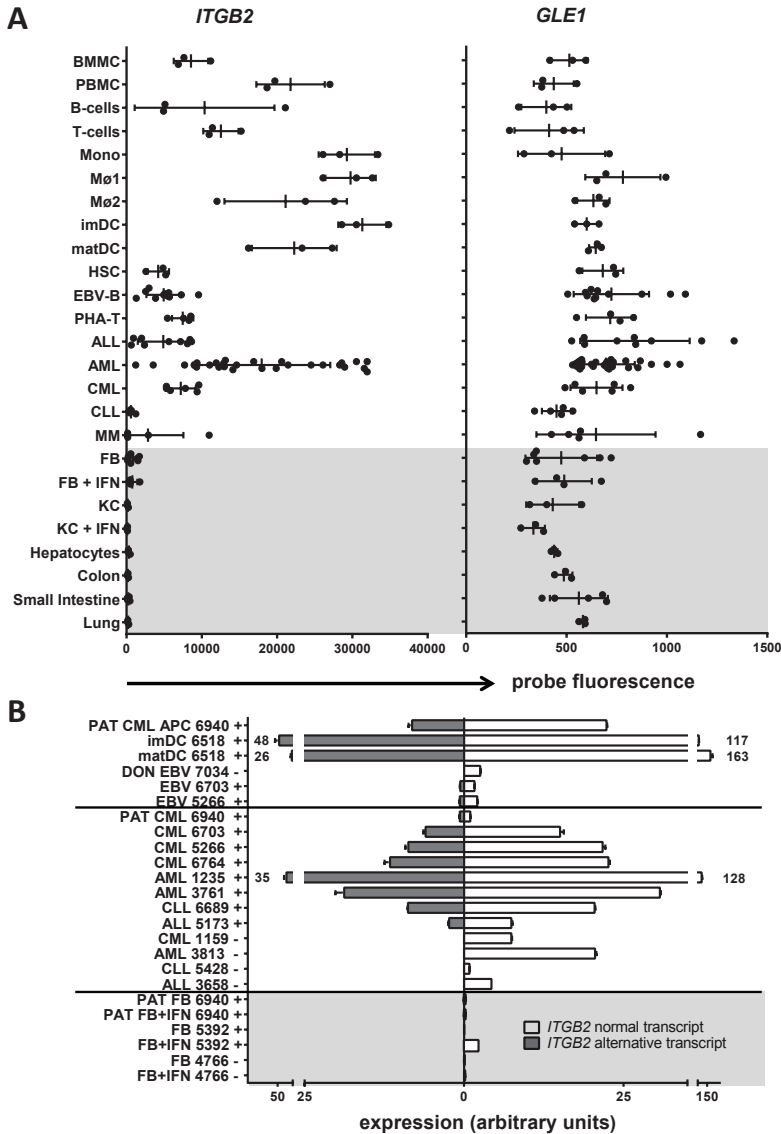 A
ITGB2
GLE1
BMMC
PBMC
B-cells
T-cells
Mono
Mø1
Mø2
imDC
matDC
HSC
EBV-B
PHA-T
ALL
AML
CML
CLL
MM
FB
FB + IFN
KC
KC + IFN
Hepatocytes
Colon
Small Intestine
Lung
0 10000 20000 30000 40000 0 500 1000 1500
probe fluorescence
B
PAT CML APC 6940 +
imDC 6518 + 48 117
matDC 6518 + 26 163
DON EBV 7034 -
EBV 6703 +
EBV 5266 +
PAT CML 6940 +
CML 6703 +
CML 5266 +
CML 6764 +
AML 1235 + 35 128
AML 3761 +
CLL 6689 +
ALL 5173 +
CML 1159 -
AML 3813 -
CLL 5428 -
ALL 3658 -
PAT FB 6940 +
PAT FB+IFN 6940 +
FB 5392 +
FB+IFN 5392 +
FB 4766 -
FB+IFN 4766 -
ITGB2 normal transcript
ITGB2 alternative transcript
50 25 0 25 150
expression (arbitrary units)